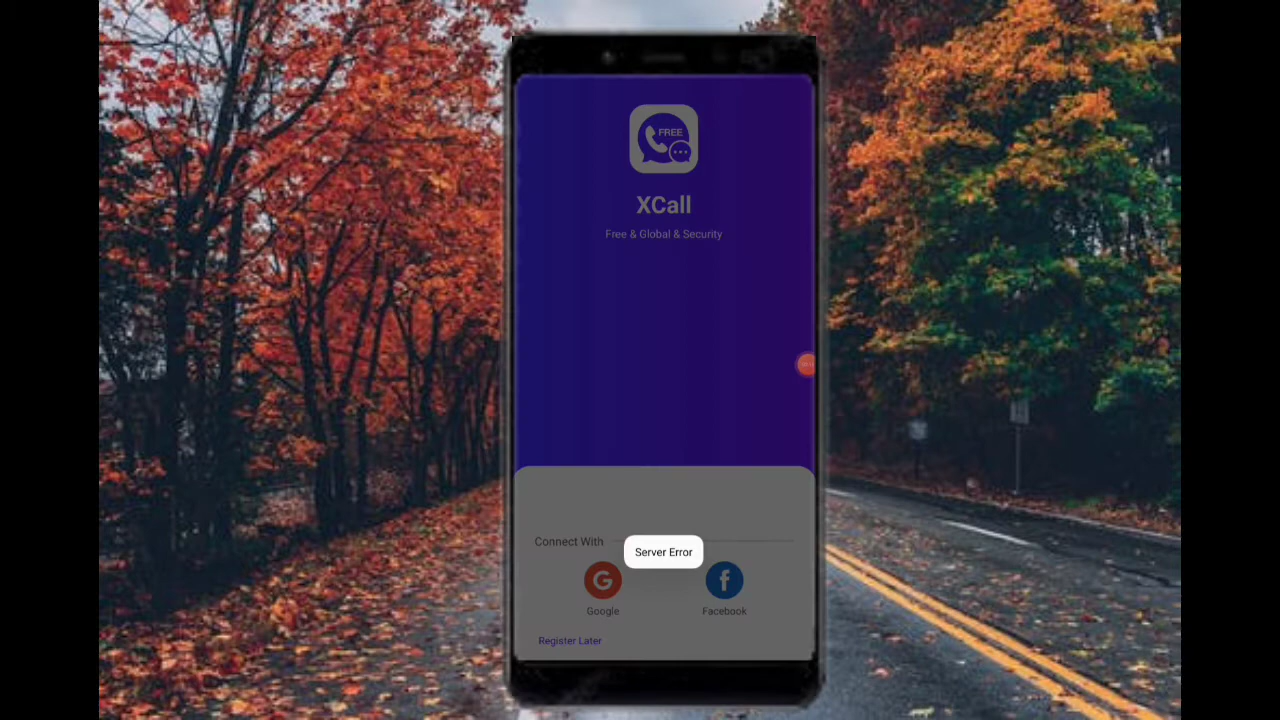 FREE
XCall
Free & Global & Security
Connect With
Server Error
Google
Facebook
Register Later